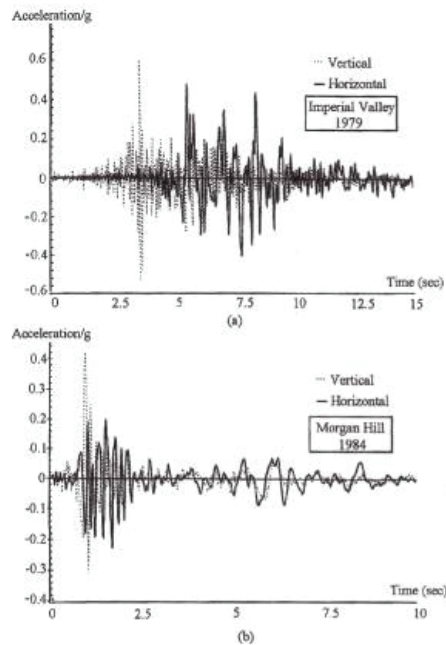 Acceleration/g
0.6
Vertical
Horizontal
0.4
Imperial Valley
1979
0.2
0
-0.2
-0.4
Time (sec)
-0.6
0 2.5 5 7.5 10 12.5 15
(a)
Acceleration/g
0.4
Vertical
0.3
Horizontal
0.2
Morgan Hill
1984
0.1
0
-0.1
0.2
0.3
Time (sec)
-0.4
0 2.5 5 7.5 10
(b)